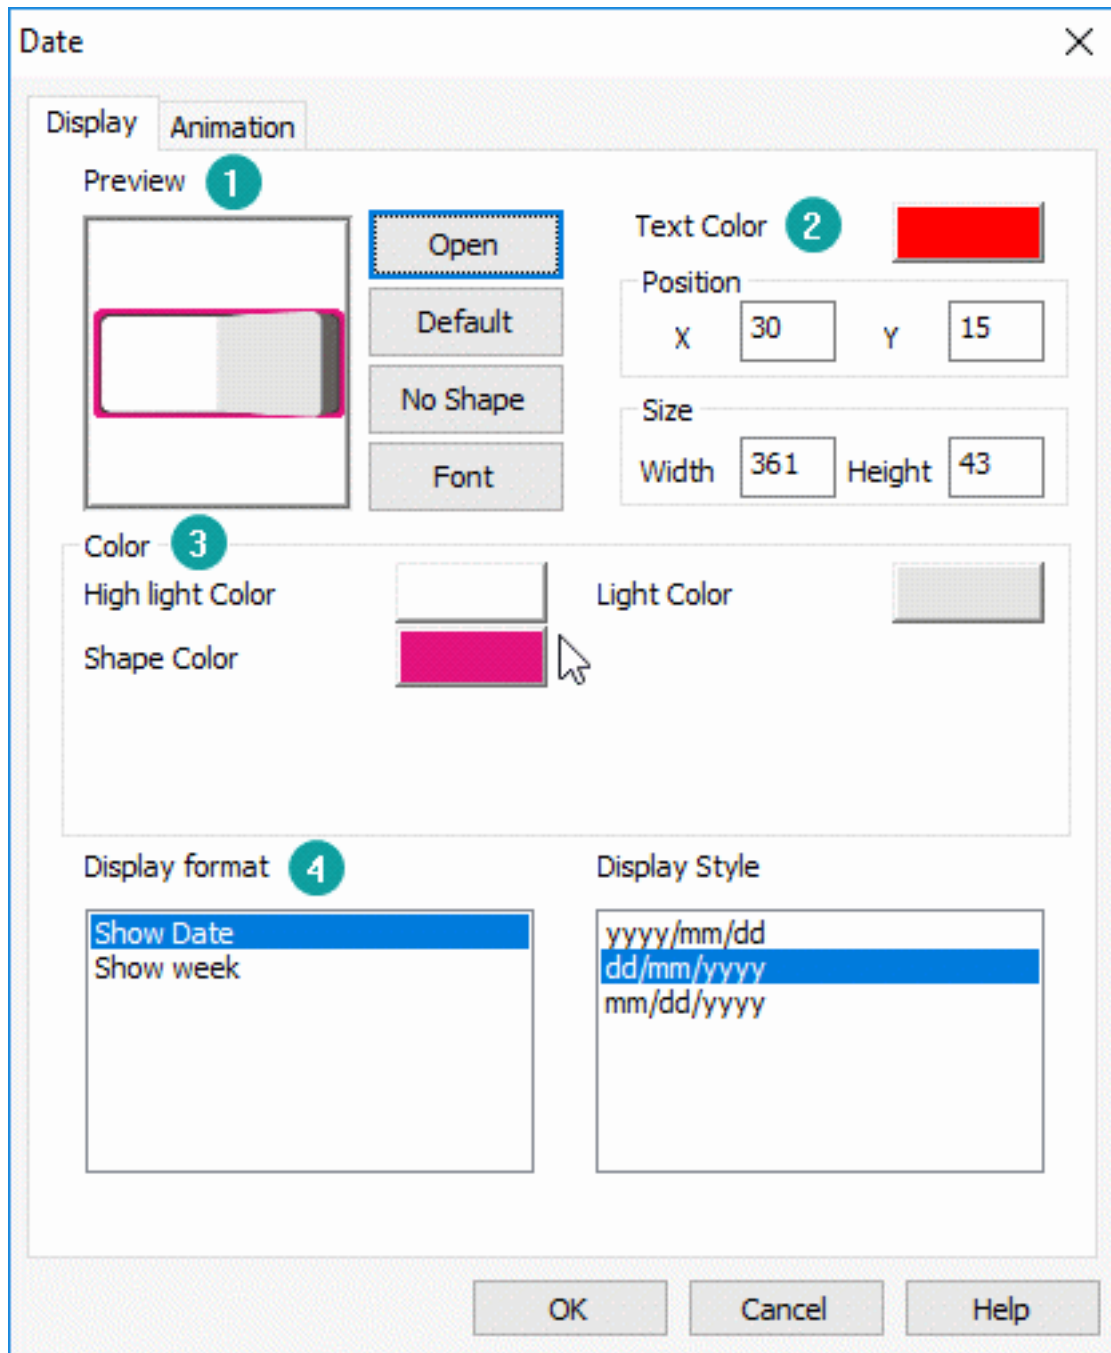 Date
Display Animation
Preview 1
Open
Default
No Shape
Font
Text Color 2
Position
X 30 Y 15
Size
Width 361 Height 43
Color 3
High light Color Light Color
Shape Color
Display format 4
Show Date
Show week
Display Style
yyyy/mm/dd
dd/mm/yyyy
mm/dd/yyyy
OK Cancel Help